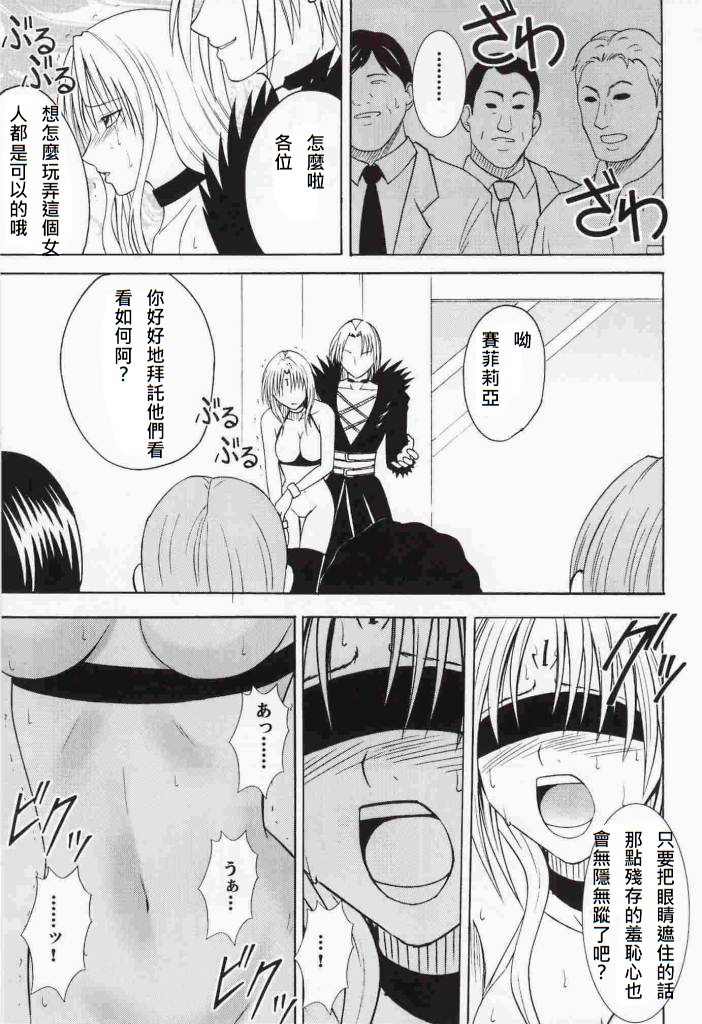 ざわ
………
ざわ
怎麼啦
各位
ぶるぶる
想怎麼玩弄這個女
人都是可以的哦
呦
賽菲莉亞
你好好地拜託他們看
看如何阿？
ぶるぶる
ビクッ
只要把眼睛遮住的話
那點殘存的羞恥心也
會無隱無蹤了吧？
I
…！
あっ……
うぁ…
……ッ！
ビクッ
ビクッ